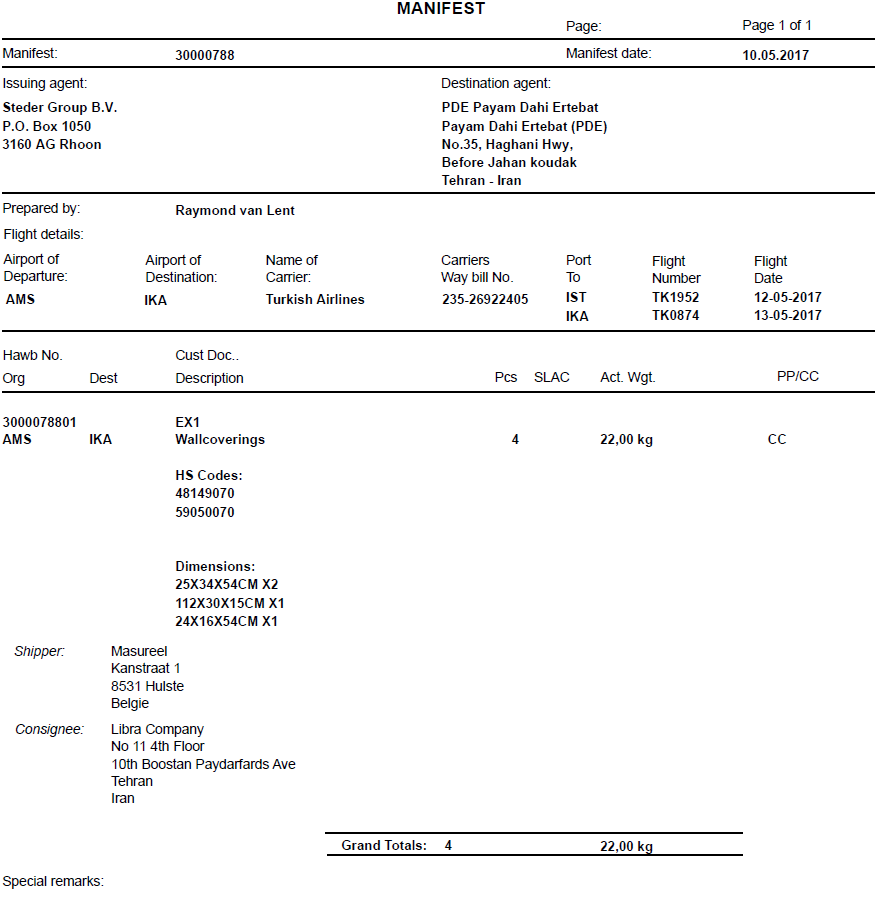 MANIFEST
Page: Page 1 of 1
Manifest: 30000788 Manifest date: 10.05.2017
Issuing agent: Destination agent:
Steder Group B.V. PDE Payam Dahi Ertebat
P.O. Box 1050 Payam Dahi Ertebat (PDE)
3160 AG Rhoon No.35, Haghani Hwy,
Before Jahan koudak
Tehran - Iran
Prepared by: Raymond van Lent
Flight details:
Airport of Airport of Name of Carriers Port Flight Flight
Departure: Destination: Carrier: Way bill No. To Number Date
AMS IKA Turkish Airlines 235-26922405 IST TK1952 12-05-2017
IKA TK0874 13-05-2017
Hawb No. Cust Doc..
Org Dest Description Pcs SLAC Act. Wgt. PP/CC
3000078801 EX1
AMS IKA Wallcoverings 4 22,00 kg CC
HS Codes:
48149070
59050070
Dimensions:
25X34X54CM X2
112X30X15CM X1
24X16X54CM X1
Shipper: Masureel
Kanstraat 1
8531 Hulste
Belgie
Consignee: Libra Company
No 11 4th Floor
10th Boostan Paydarfards Ave
Tehran
Iran
Grand Totals: 4 22,00 kg
Special remarks: